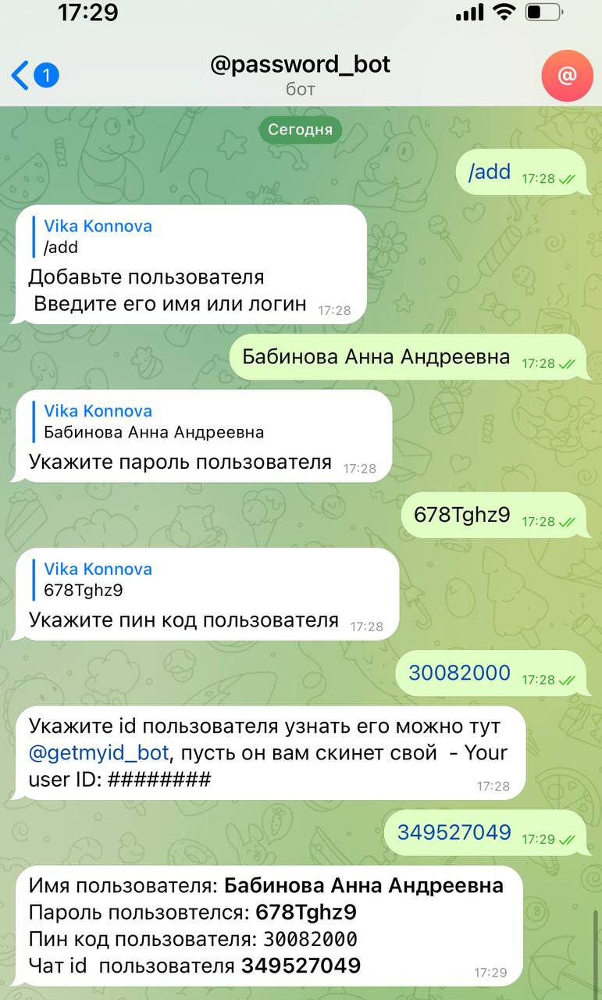 17:29
1
@password_bot
бот
@
Сегодня
/add 17:28
Vika Konnova
/add
Добавьте пользователя
Введите его имя или логин 17:28
Бабинова Анна Андреевна 17:28
Vika Konnova
Бабинова Анна Андреевна
Укажите пароль пользователя 17:28
678Tghz9 17:28
Vika Konnova
678Tghz9
Укажите пин код пользователя 17:28
30082000 17:28
Укажите id пользователя узнать его можно тут
@getmyid_bot, пусть он вам скинет свой - Your
user ID: ######## 17:28
349527049 17:29
Имя пользователя: Бабинова Анна Андреевна
Пароль пользовтелся: 678Tghz9
Пин код пользователя: 30082000
Чат id пользователя 349527049 17:29